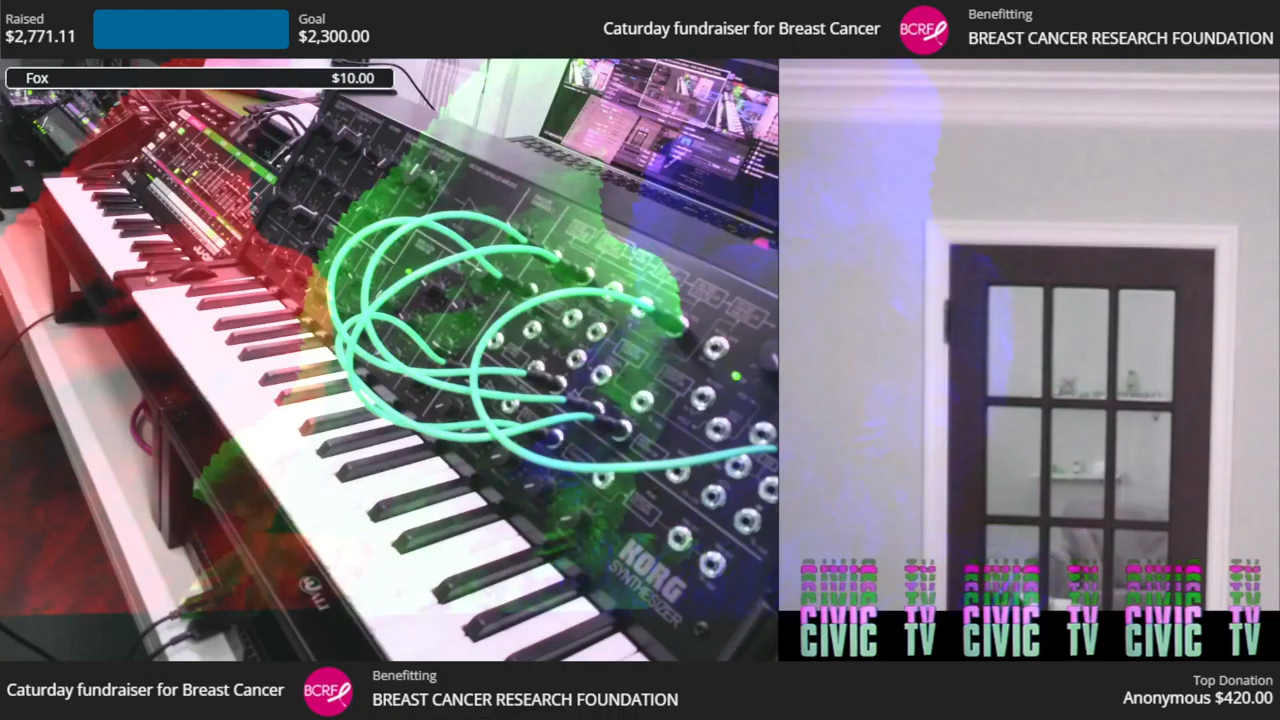 Raised
$2,771.11
Goal
$2,300.00
Caturday fundraiser for Breast Cancer
BCRF
Benefitting
BREAST CANCER RESEARCH FOUNDATION
Fox $10.00
KORG
SYNTHESIZER
CIVIC TV CIVIC TV CIVIC TV
Caturday fundraiser for Breast Cancer
BCRF
Benefitting
BREAST CANCER RESEARCH FOUNDATION
Top Donation
Anonymous $420.00